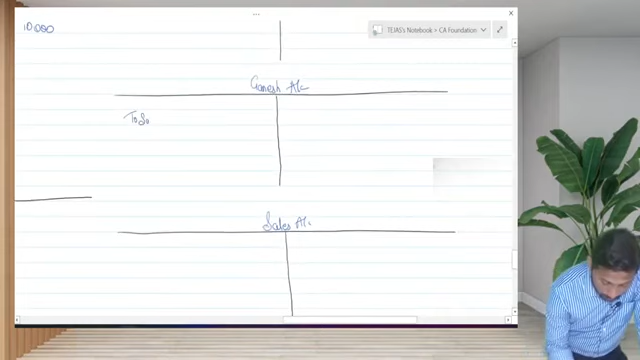 10,000
TEJAS's Notebook > CA Foundation
Ganesh A/c
To Sa
Sales A/c